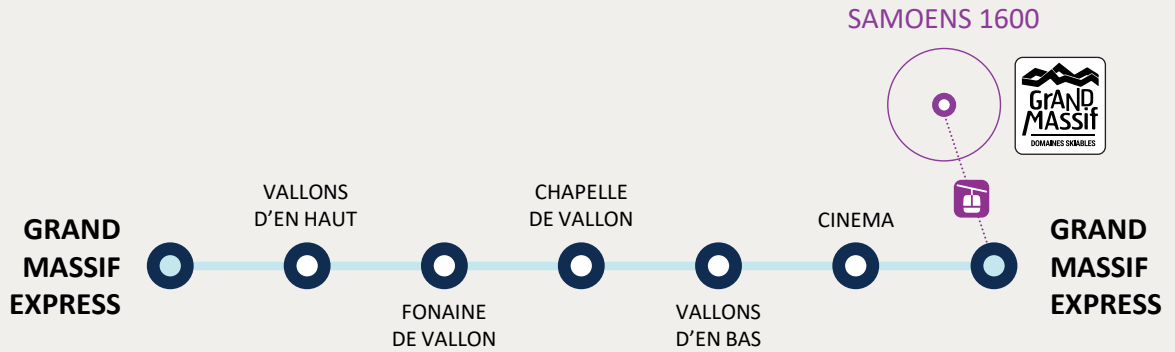 SAMOENS 1600
GRAND
MASSIF
DOMAINES SKIABLES
GRAND
MASSIF
EXPRESS
VALLONS
D'EN HAUT
FONAINE
DE VALLON
CHAPELLE
DE VALLON
VALLONS
D'EN BAS
CINEMA
GRAND
MASSIF
EXPRESS